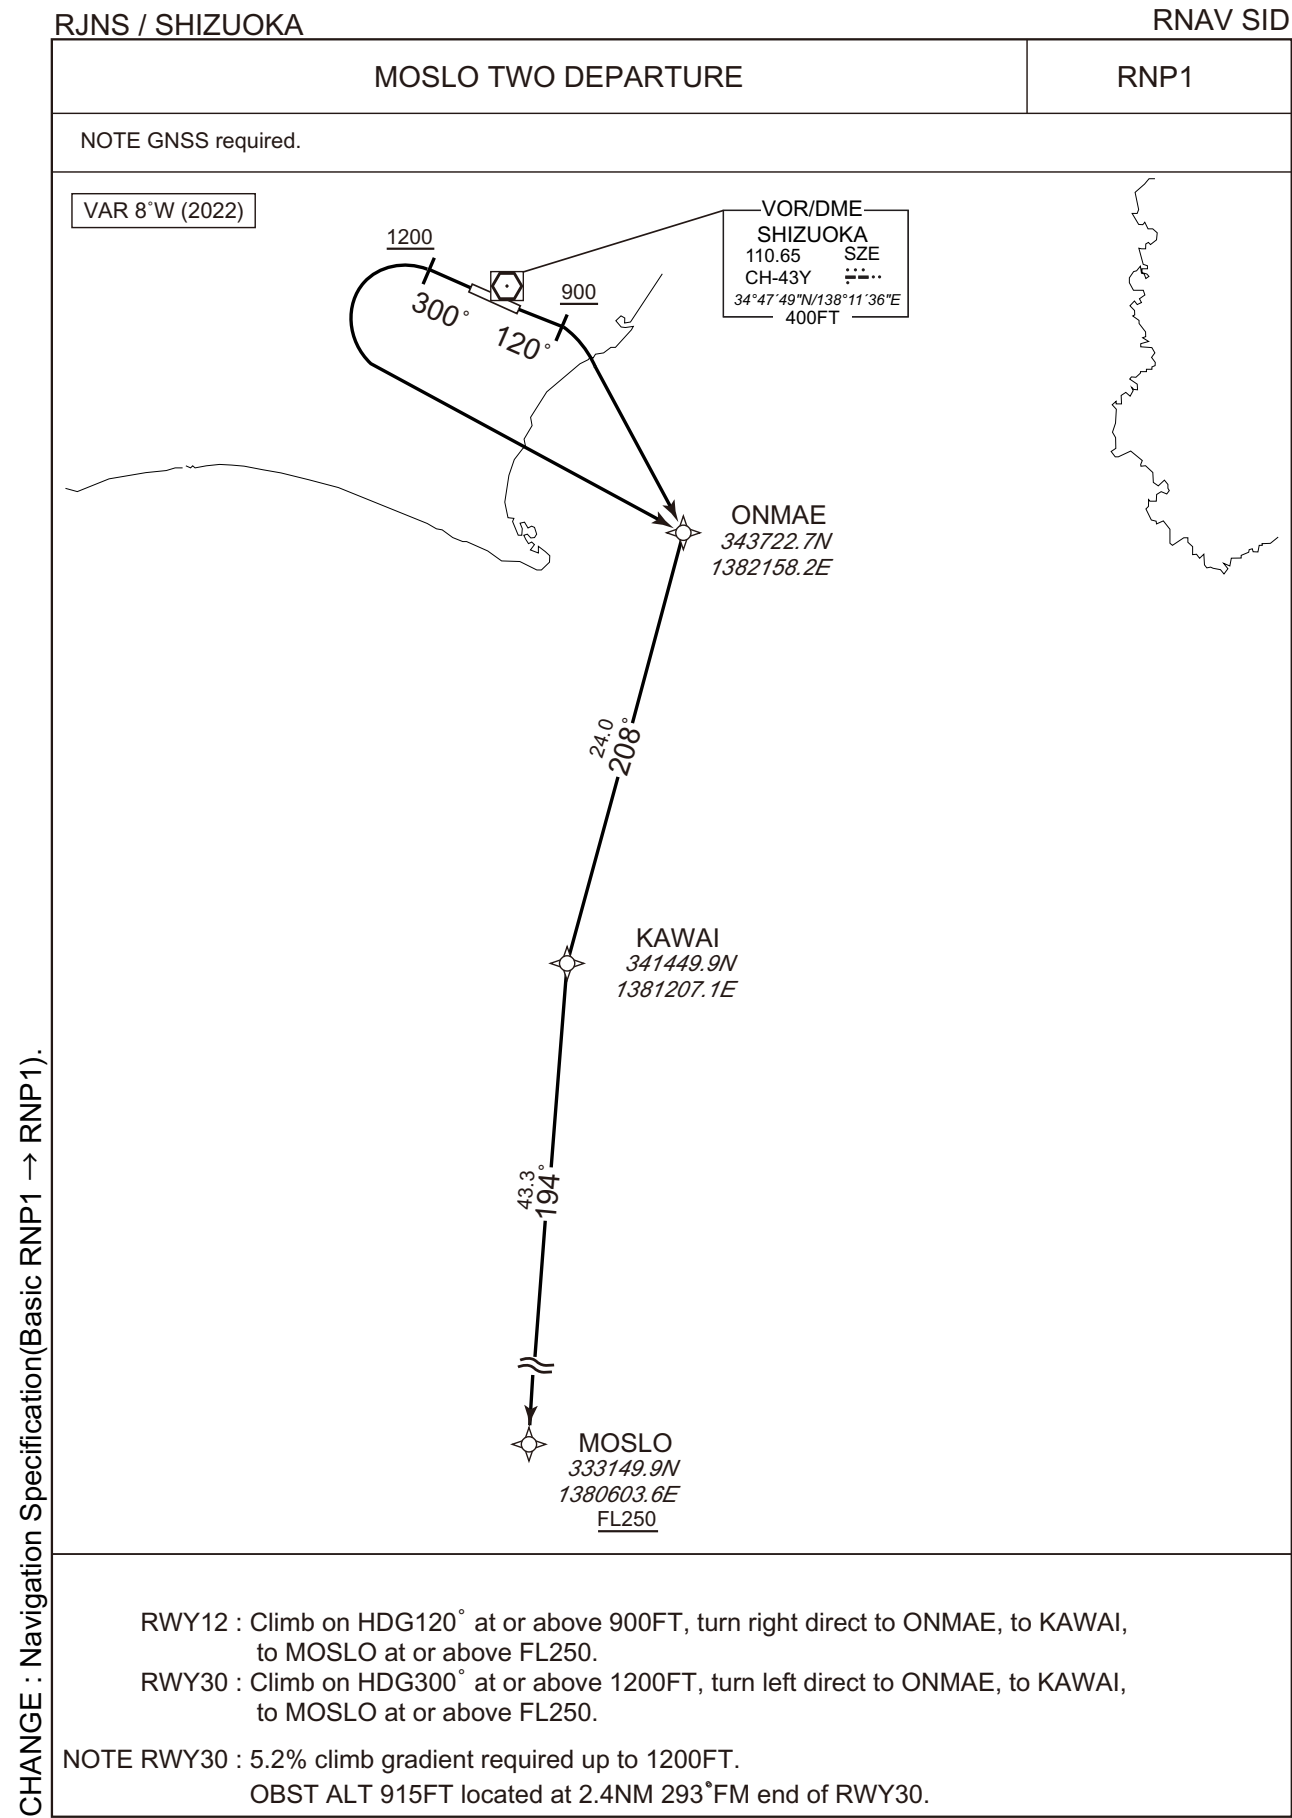 RJNS / SHIZUOKA
RNAV SID
MOSLO TWO DEPARTURE
RNP1
NOTE GNSS required.
VAR 8°W (2022)
VOR/DME
SHIZUOKA
110.65 SZE
CH-43Y
34°47´49"N/138°11´36"E
400FT
1200
300°
900
120°
ONMAE
343722.7N
1382158.2E
24.0
208°
KAWAI
341449.9N
1381207.1E
43.3
194°
MOSLO
333149.9N
1380603.6E
FL250
RWY12 : Climb on HDG120° at or above 900FT, turn right direct to ONMAE, to KAWAI,
to MOSLO at or above FL250.
RWY30 : Climb on HDG300° at or above 1200FT, turn left direct to ONMAE, to KAWAI,
to MOSLO at or above FL250.
NOTE RWY30 : 5.2% climb gradient required up to 1200FT.
OBST ALT 915FT located at 2.4NM 293°FM end of RWY30.
CHANGE : Navigation Specification(Basic RNP1 → RNP1).